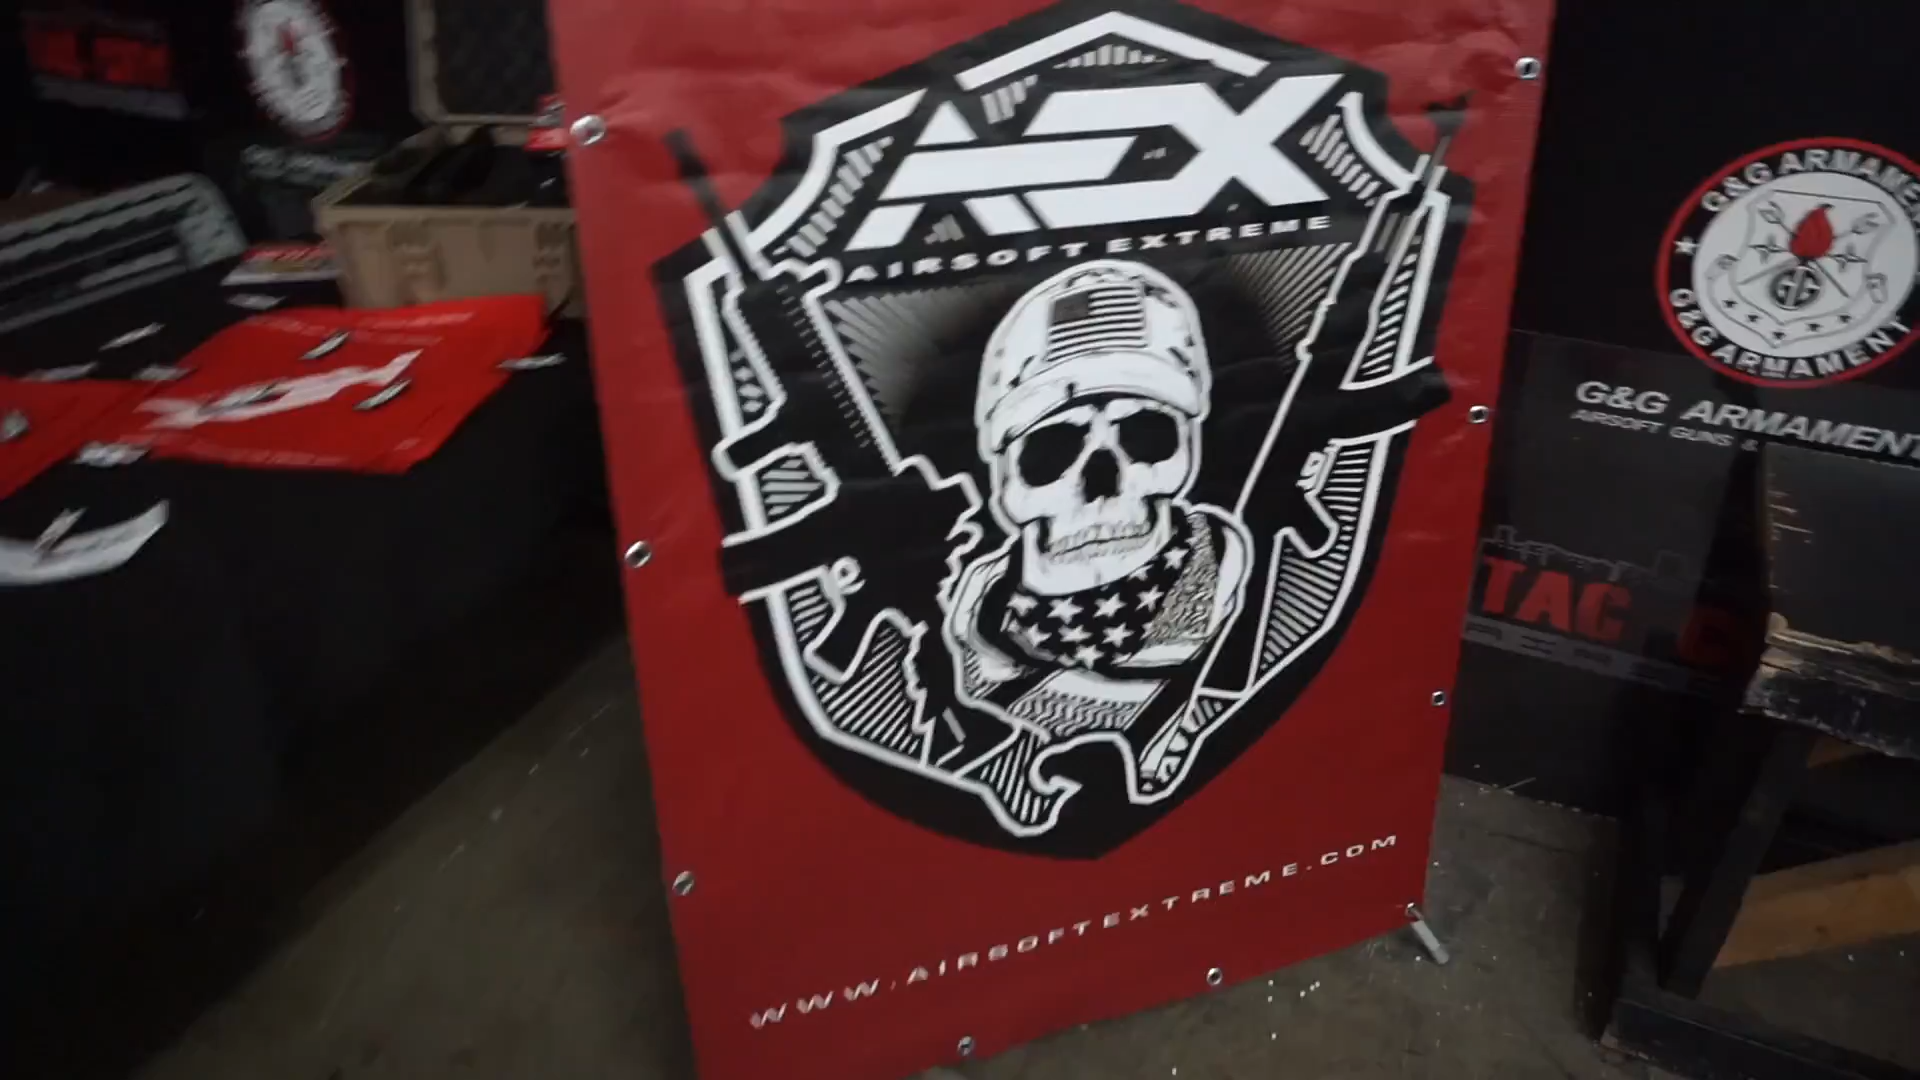 AEX
AIRSOFT EXTREME
WWW.AIRSOFTEXTREME.COM
G&G ARMAMENT
G&G ARMAMENT
G&G ARMAMENT
AIRSOFT GUNS &
TAC